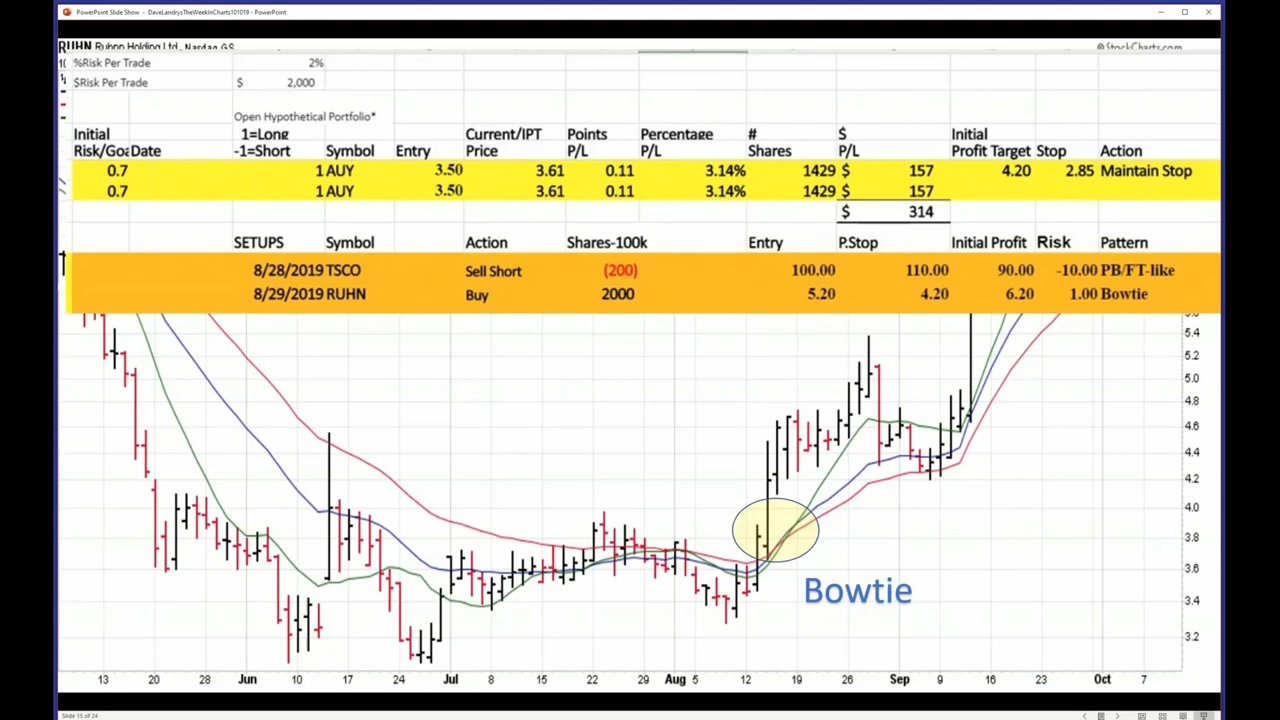 PowerPoint Slide Show - DaveLandrysTheWeekInCharts101019 - PowerPoint
RUHN Ruhnn Holding Ltd. Nasdaq GS
@StockCharts.com
%Risk Per Trade 2%
$Risk Per Trade $ 2,000
Open Hypothetical Portfolio*
Initial 1=Long Current/IPT Points Percentage # $ Initial
Risk/Goal Date -1=Short Symbol Entry Price P/L P/L Shares P/L Profit Target Stop Action
0.7 1 AUY 3.50 3.61 0.11 3.14% 1429 $ 157 4.20 2.85 Maintain Stop
0.7 1 AUY 3.50 3.61 0.11 3.14% 1429 $ 157
$ 314
SETUPS Symbol Action Shares-100k Entry P.Stop Initial Profit Risk Pattern
8/28/2019 TSCO Sell Short (200) 100.00 110.00 90.00 -10.00 PB/FT-like
8/29/2019 RUHN Buy 2000 5.20 4.20 6.20 1.00 Bowtie
5.4
5.2
5.0
4.8
4.6
4.4
4.2
4.0
3.8
3.6
3.4
3.2
Bowtie
13 20 28 Jun 10 17 24 Jul 8 15 22 29 Aug 5 12 19 26 Sep 9 16 23 Oct 7
Slide 15 of 24